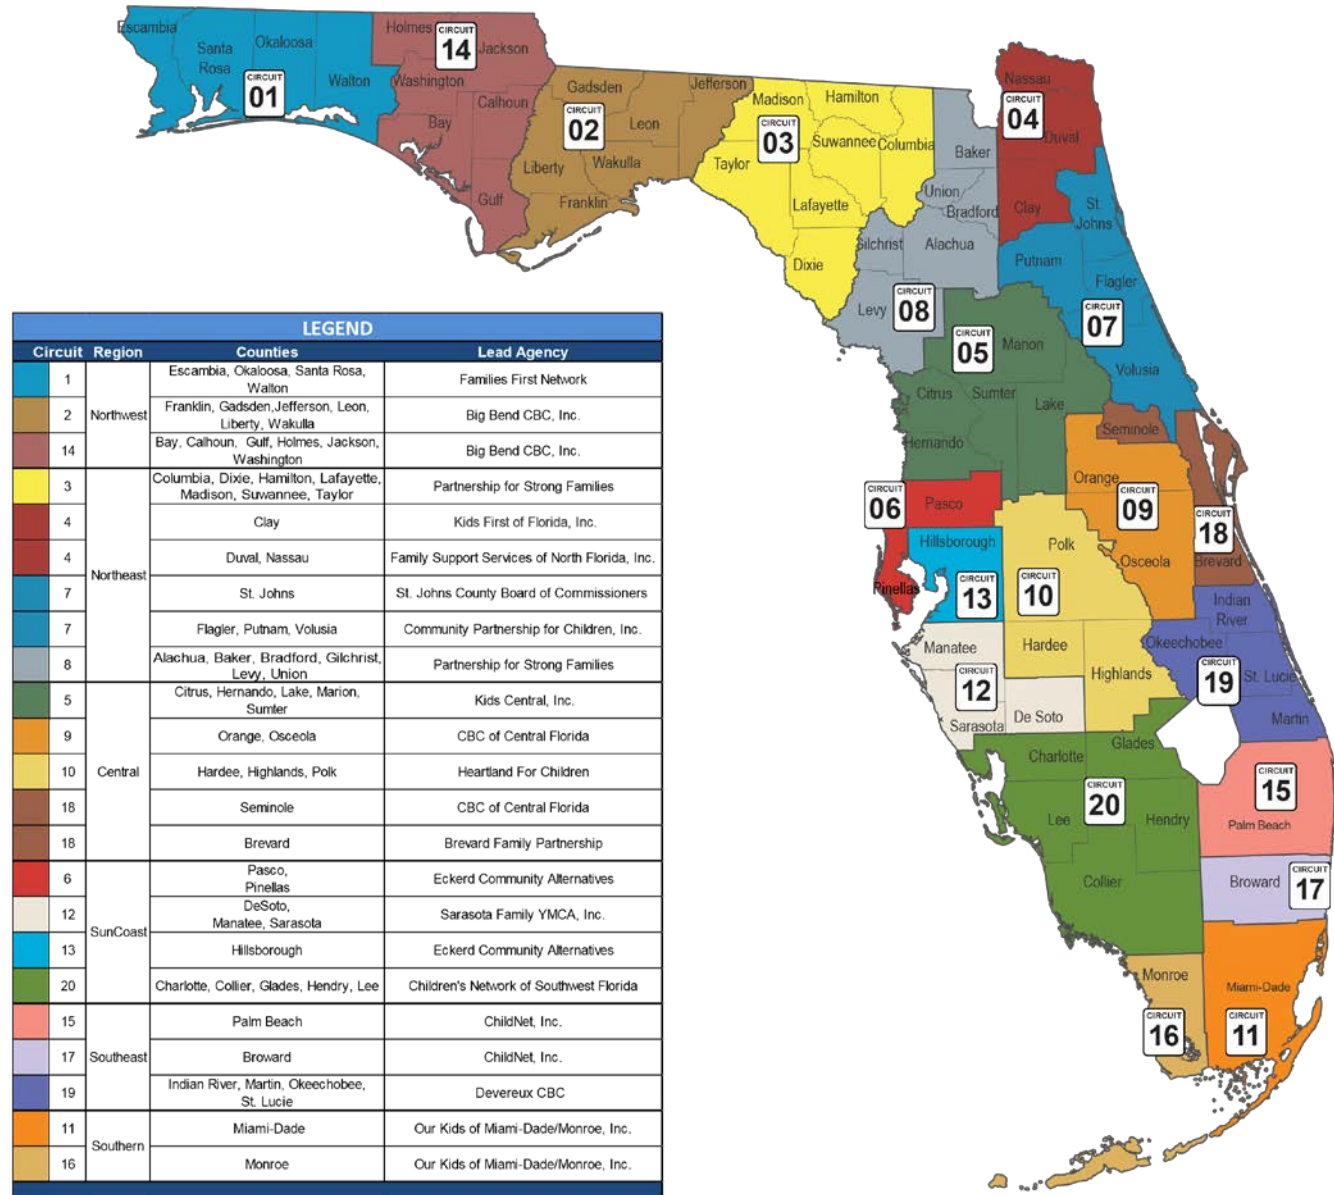 Escambia
Santa
Rosa
Okaloosa
Walton
CIRCUIT
01
Holmes
CIRCUIT
14
Jackson
Washington
Calhoun
Bay
Gulf
Gadsden
CIRCUIT
02
Jefferson
Leon
Liberty
Wakulla
Franklin
Madison
Hamilton
CIRCUIT
03
Suwannee
Columbia
Taylor
Lafayette
Dixie
Nassau
CIRCUIT
04
Duval
Clay
Baker
Union
Bradford
Gilchrist
Alachua
Levy
CIRCUIT
08
St.
Johns
Putnam
Flagler
CIRCUIT
07
Volusia
CIRCUIT
05
Marion
Citrus
Sumter
Lake
Hernando
Seminole
CIRCUIT
06
Pasco
Pinellas
Orange
CIRCUIT
09
Osceola
CIRCUIT
18
Brevard
Hillsborough
CIRCUIT
13
Polk
CIRCUIT
10
Hardee
Highlands
Manatee
CIRCUIT
12
Sarasota
De Soto
Indian
River
Okeechobee
CIRCUIT
19
St. Lucie
Martin
Charlotte
Glades
CIRCUIT
20
Lee
Hendry
Collier
CIRCUIT
15
Palm Beach
Broward
CIRCUIT
17
Monroe
CIRCUIT
16
Miami-Dade
CIRCUIT
11
LEGEND
Circuit Region Counties Lead Agency
1 Escambia, Okaloosa, Santa Rosa,
Walton Families First Network
Northwest
2 Franklin, Gadsden,Jefferson, Leon,
Liberty, Wakulla Big Bend CBC, Inc.
14 Bay, Calhoun, Gulf, Holmes, Jackson,
Washington Big Bend CBC, Inc.
3 Columbia, Dixie, Hamilton, Lafayette,
Madison, Suwannee, Taylor Partnership for Strong Families
4 Clay Kids First of Florida, Inc.
4 Duval, Nassau Family Support Services of North Florida, Inc.
Northeast
7 St. Johns St. Johns County Board of Commissioners
7 Flagler, Putnam, Volusia Community Partnership for Children, Inc.
8 Alachua, Baker, Bradford, Gilchrist,
Levy, Union Partnership for Strong Families
5 Citrus, Hernando, Lake, Marion,
Sumter Kids Central, Inc.
9 Orange, Osceola CBC of Central Florida
10 Central Hardee, Highlands, Polk Heartland For Children
18 Seminole CBC of Central Florida
18 Brevard Brevard Family Partnership
6 Pasco,
Pinellas Eckerd Community Alternatives
12 DeSoto,
Manatee, Sarasota Sarasota Family YMCA, Inc.
SunCoast
13 Hillsborough Eckerd Community Alternatives
20 Charlotte, Collier, Glades, Hendry, Lee Children's Network of Southwest Florida
15 Palm Beach ChildNet, Inc.
17 Southeast Broward ChildNet, Inc.
19 Indian River, Martin, Okeechobee,
St. Lucie Devereux CBC
11 Miami-Dade Our Kids of Miami-Dade/Monroe, Inc.
Southern
16 Monroe Our Kids of Miami-Dade/Monroe, Inc.